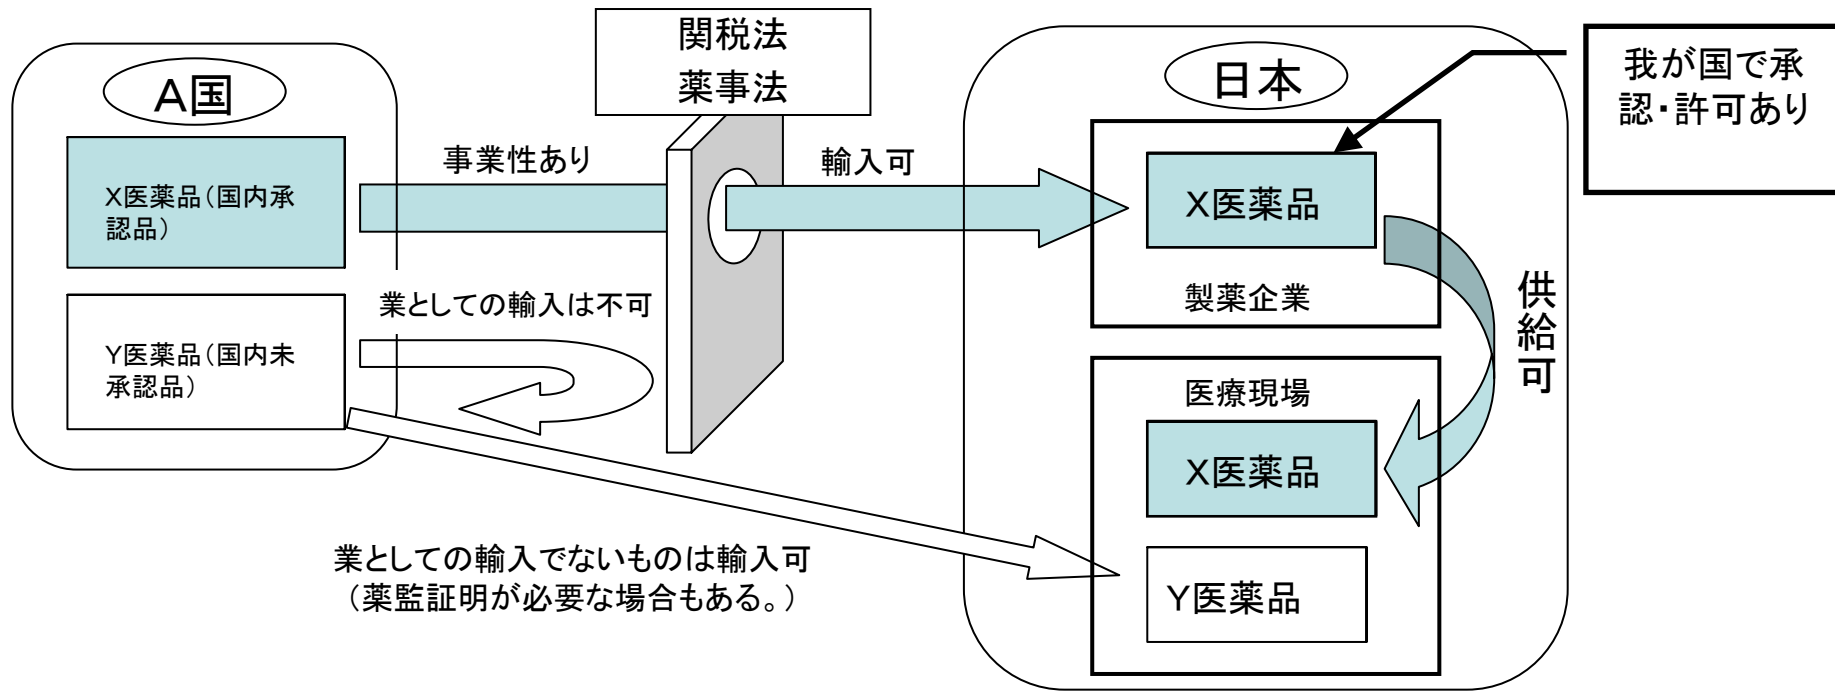 関税法
薬事法
A国
X医薬品(国内承
認品)
Y医薬品(国内未
承認品)
事業性あり
輸入可
業としての輸入は不可
業としての輸入でないものは輸入可
(薬監証明が必要な場合もある。)
日本
X医薬品
製薬企業
医療現場
X医薬品
Y医薬品
供給可
我が国で承
認・許可あり